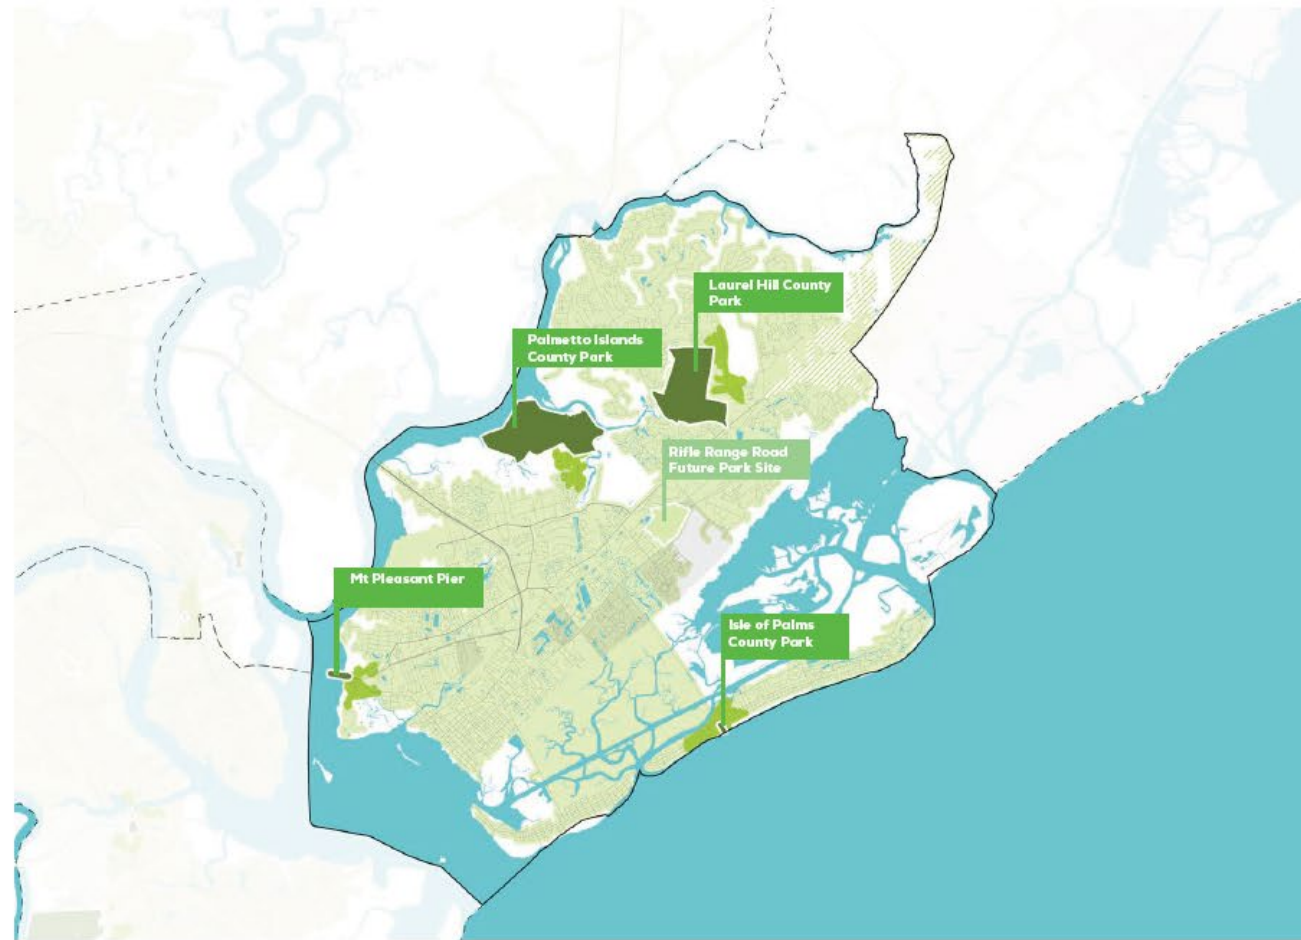 Laurel Hill County
Park
Palmetto Islands
County Park
Rifle Range Road
Future Park Site
Mt Pleasant Pier
Isle of Palms
County Park